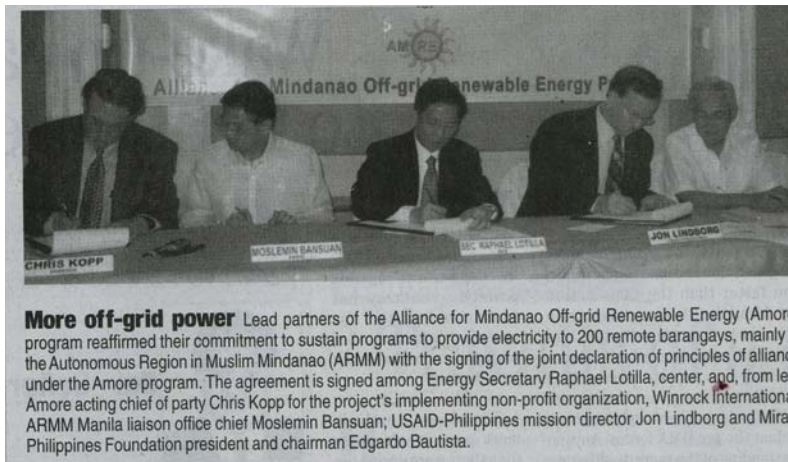 AMORE
Alliance Mindanao Off-grid Renewable Energy P
CHRIS KOPP
MOSLEMIN BANSUAN
SEC. RAPHAEL LOTILLA
JON LINDBORG
More off-grid power Lead partners of the Alliance for Mindanao Off-grid Renewable Energy (Amor
program reaffirmed their commitment to sustain programs to provide electricity to 200 remote barangays, mainly
the Autonomous Region in Muslim Mindanao (ARMM) with the signing of the joint declaration of principles of allianc
under the Amore program. The agreement is signed among Energy Secretary Raphael Lotilla, center, and, from le
Amore acting chief of party Chris Kopp for the project's implementing non-profit organization, Winrock Internationa
ARMM Manila liaison office chief Moslemin Bansuan; USAID-Philippines mission director Jon Lindborg and Mira
Philippines Foundation president and chairman Edgardo Bautista.